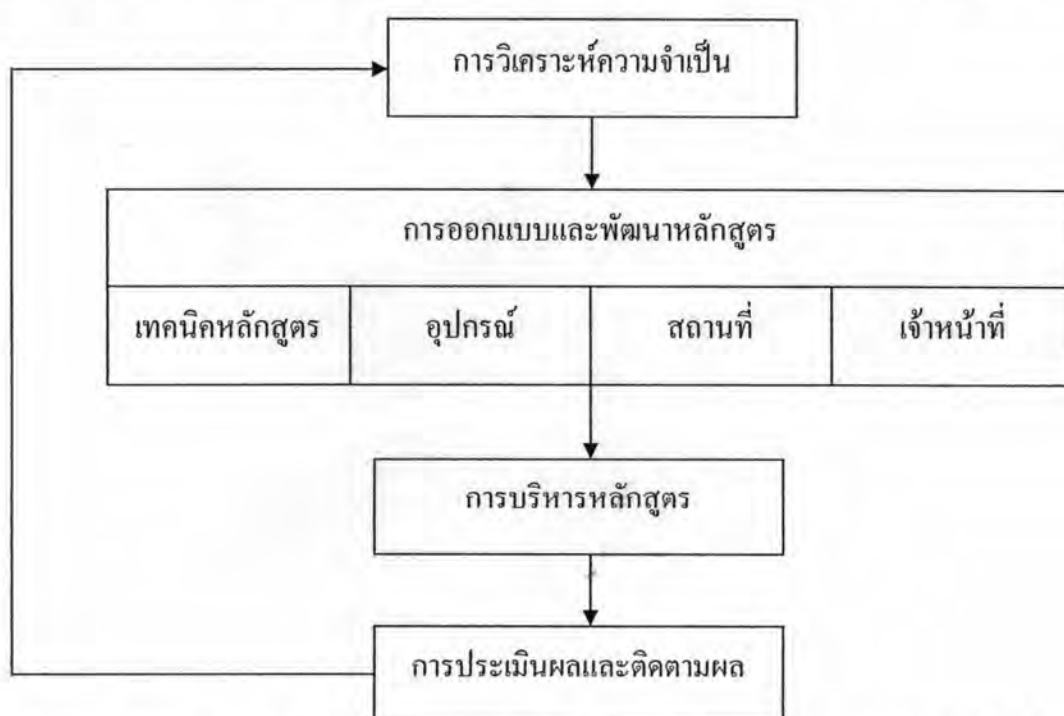 การวิเคราะห์ความจำเป็น
การออกแบบและพัฒนาหลักสูตร
เทคนิคหลักสูตร อุปกรณ์ สถานที่ เจ้าหน้าที่
การบริหารหลักสูตร
การประเมินผลและติดตามผล